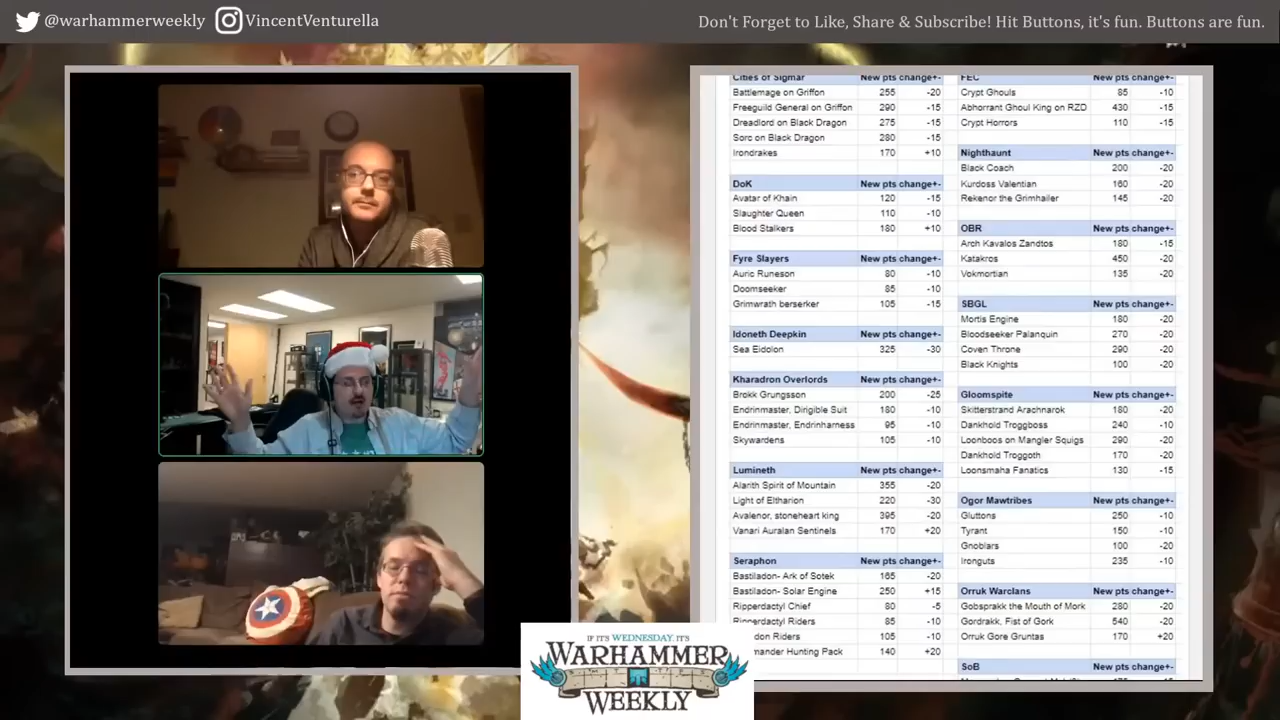 @warhammerweekly VincentVenturella
Don't Forget to Like, Share & Subscribe! Hit Buttons, it's fun. Buttons are fun.
Cities of Sigmar New pts change+-
Battlemage on Griffon 255 -20
Freeguild General on Griffon 290 -15
Dreadlord on Black Dragon 275 -15
Sorc on Black Dragon 280 -15
Irondrakes 170 +10
DoK New pts change+-
Avatar of Khain 120 -15
Slaughter Queen 110 -10
Blood Stalkers 180 +10
Fyre Slayers New pts change+-
Auric Runeson 80 -10
Doomseeker 85 -10
Grimwrath berserker 105 -15
Idoneth Deepkin New pts change+-
Sea Eidolon 325 -30
Kharadron Overlords New pts change+-
Brokk Grungsson 200 -25
Endrinmaster, Dirigible Suit 180 -10
Endrinmaster, Endrinharness 95 -10
Skywardens 105 -10
Lumineth New pts change+-
Alarith Spirit of Mountain 355 -20
Light of Eltharion 220 -30
Avalenor, stoneheart king 395 -20
Vanari Auralan Sentinels 170 +20
Seraphon New pts change+-
Bastiladon- Ark of Sotek 165 -20
Bastiladon- Solar Engine 250 +15
Ripperdactyl Chief 80 -5
Ripperdactyl Riders 85 -10
don Riders 105 -10
mander Hunting Pack 140 +20
FEC New pts change+-
Crypt Ghouls 85 -10
Abhorrant Ghoul King on RZD 430 -15
Crypt Horrors 110 -15
Nighthaunt New pts change+-
Black Coach 200 -20
Kurdoss Valentian 160 -20
Rekenor the Grimhailer 145 -20
OBR New pts change+-
Arch Kavalos Zandtos 180 -15
Katakros 450 -20
Vokmortian 135 -20
SBGL New pts change+-
Mortis Engine 180 -20
Bloodseeker Palanquin 270 -20
Coven Throne 290 -20
Black Knights 100 -20
Gloomspite New pts change+-
Skitterstrand Arachnarok 180 -20
Dankhold Troggboss 240 -10
Loonboos on Mangler Squigs 290 -20
Dankhold Troggoth 170 -20
Loonsmaha Fanatics 130 -15
Ogor Mawtribes New pts change+-
Gluttons 250 -10
Tyrant 150 -10
Gnoblars 100 -20
Ironguts 235 -10
Orruk Warclans New pts change+-
Gobsprakk the Mouth of Mork 280 -20
Gordrakk, Fist of Gork 540 -20
Orruk Gore Gruntas 170 +20
SoB New pts change+-
IF IT'S WEDNESDAY, IT'S
WARHAMMER
WEEKLY